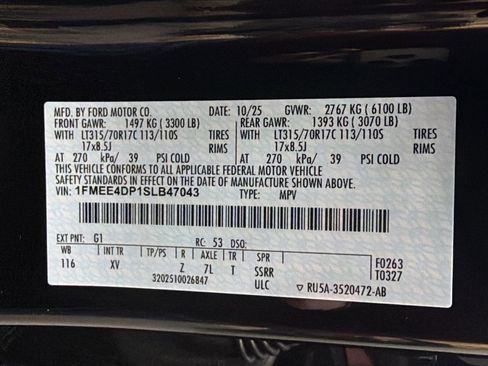 MFD. BY FORD MOTOR CO. DATE: 10/25 GVWR: 2767 KG ( 6100 LB)
FRONT GAWR: 1497 KG ( 3300 LB) REAR GAWR: 1393 KG ( 3070 LB)
WITH LT315/70R17C 113/110S TIRES WITH LT315/70R17C 113/110S TIRES
17x8.5J RIMS 17x8.5J RIMS
AT 270 kPa/ 39 PSI COLD AT 270 kPa/ 39 PSI COLD
THIS VEHICLE CONFORMS TO ALL APPLICABLE FEDERAL MOTOR VEHICLE
SAFETY STANDARDS IN EFFECT ON THE DATE OF MANUFACTURE SHOWN ABOVE.
VIN: 1FMEE4DP1SLB47043 TYPE: MPV
EXT PNT: G1 RC: 53 DSO:
WB INT TR TP/PS R AXLE TR SPR F0263
116 XV Z 7L T SSRR T0327
3202510026847 ULC ▽ RU5A-3520472-AB